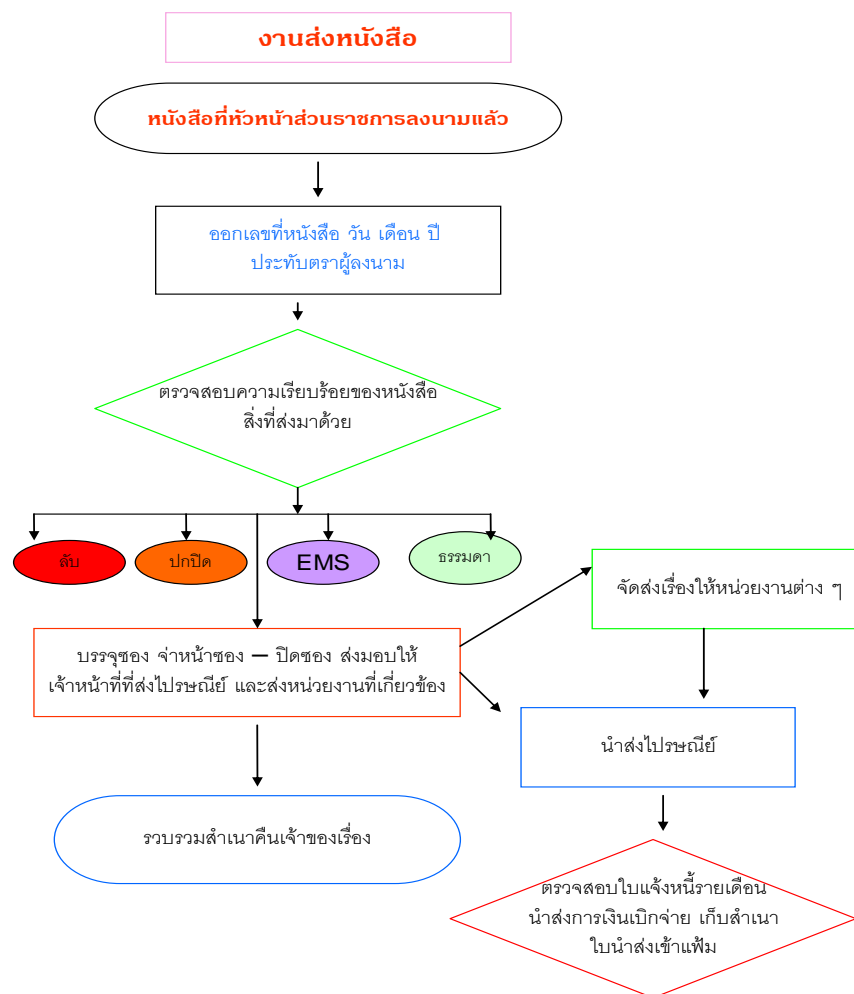 งานส่งหนังสือ
หนังสือที่หัวหน้าส่วนราชการลงนามแล้ว
ออกเลขที่หนังสือ วัน เดือน ปี
ประทับตราผู้ลงนาม
ตรวจสอบความเรียบร้อยของหนังสือ
สิ่งที่ส่งมาด้วย
ลับ
ปกปิด
EMS
ธรรมดา
จัดส่งเรื่องให้หน่วยงานต่าง ๆ
บรรจุซอง จ่าหน้าซอง – ปิดซอง ส่งมอบให้
เจ้าหน้าที่ที่ส่งไปรษณีย์ และส่งหน่วยงานที่เกี่ยวข้อง
นำส่งไปรษณีย์
รวบรวมสำเนาคืนเจ้าของเรื่อง
ตรวจสอบใบแจ้งหนี้รายเดือน
นำส่งการเงินเบิกจ่าย เก็บสำเนา
ใบนำส่งเข้าแฟ้ม